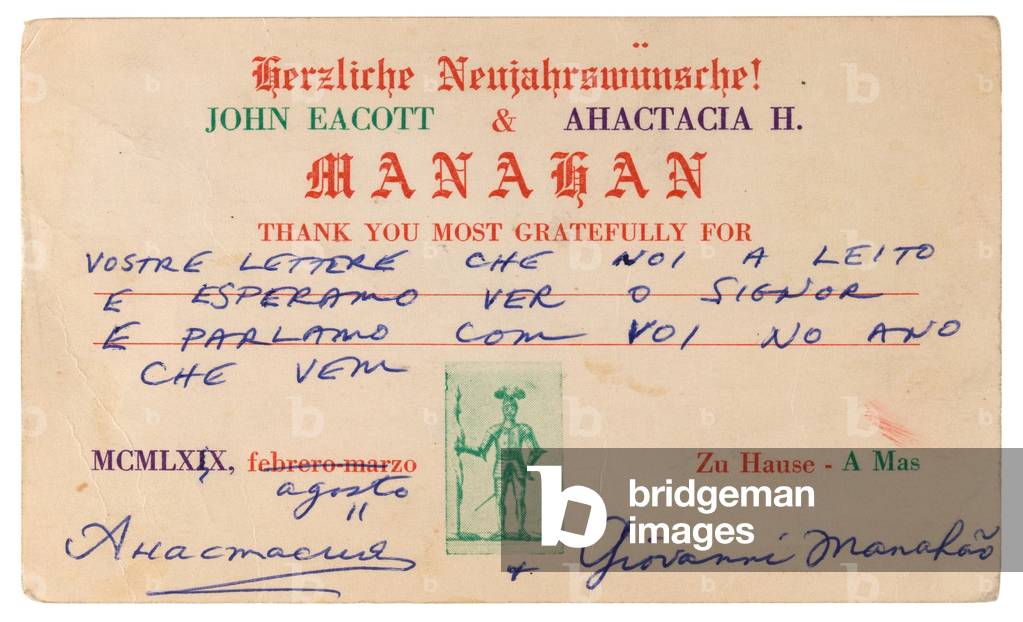 Herzliche Neujahrswünsche!
JOHN EACOTT & AHACTACIA H.
MANAHAN
THANK YOU MOST GRATEFULLY FOR
VOSTRE LETTERE CHE NOI A LEITO
E ESPERAMO VER O SIGNOR
E PARLAMO COM VOI NO ANO
CHE VEM
MCMLXIX, febrero-marzo
agosto
11
Zu Hause - A Mas
Анастасия
+ Giovanni Manahão
b bridgeman images